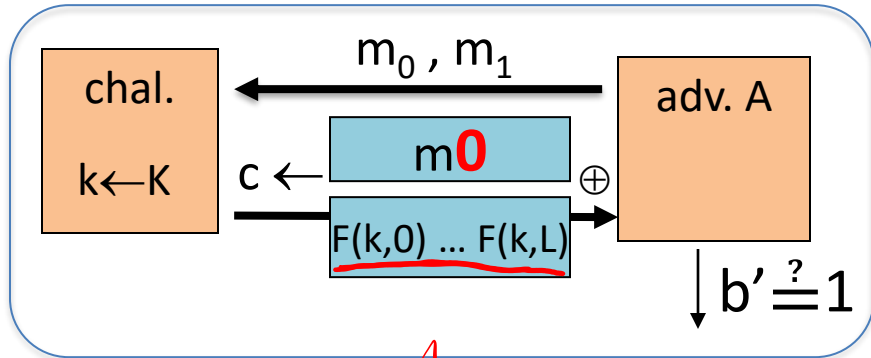 m₀ , m₁
chal.
adv. A
k←K
c ←
m0
⊕
F(k,0) … F(k,L)
b’ ≟ 1